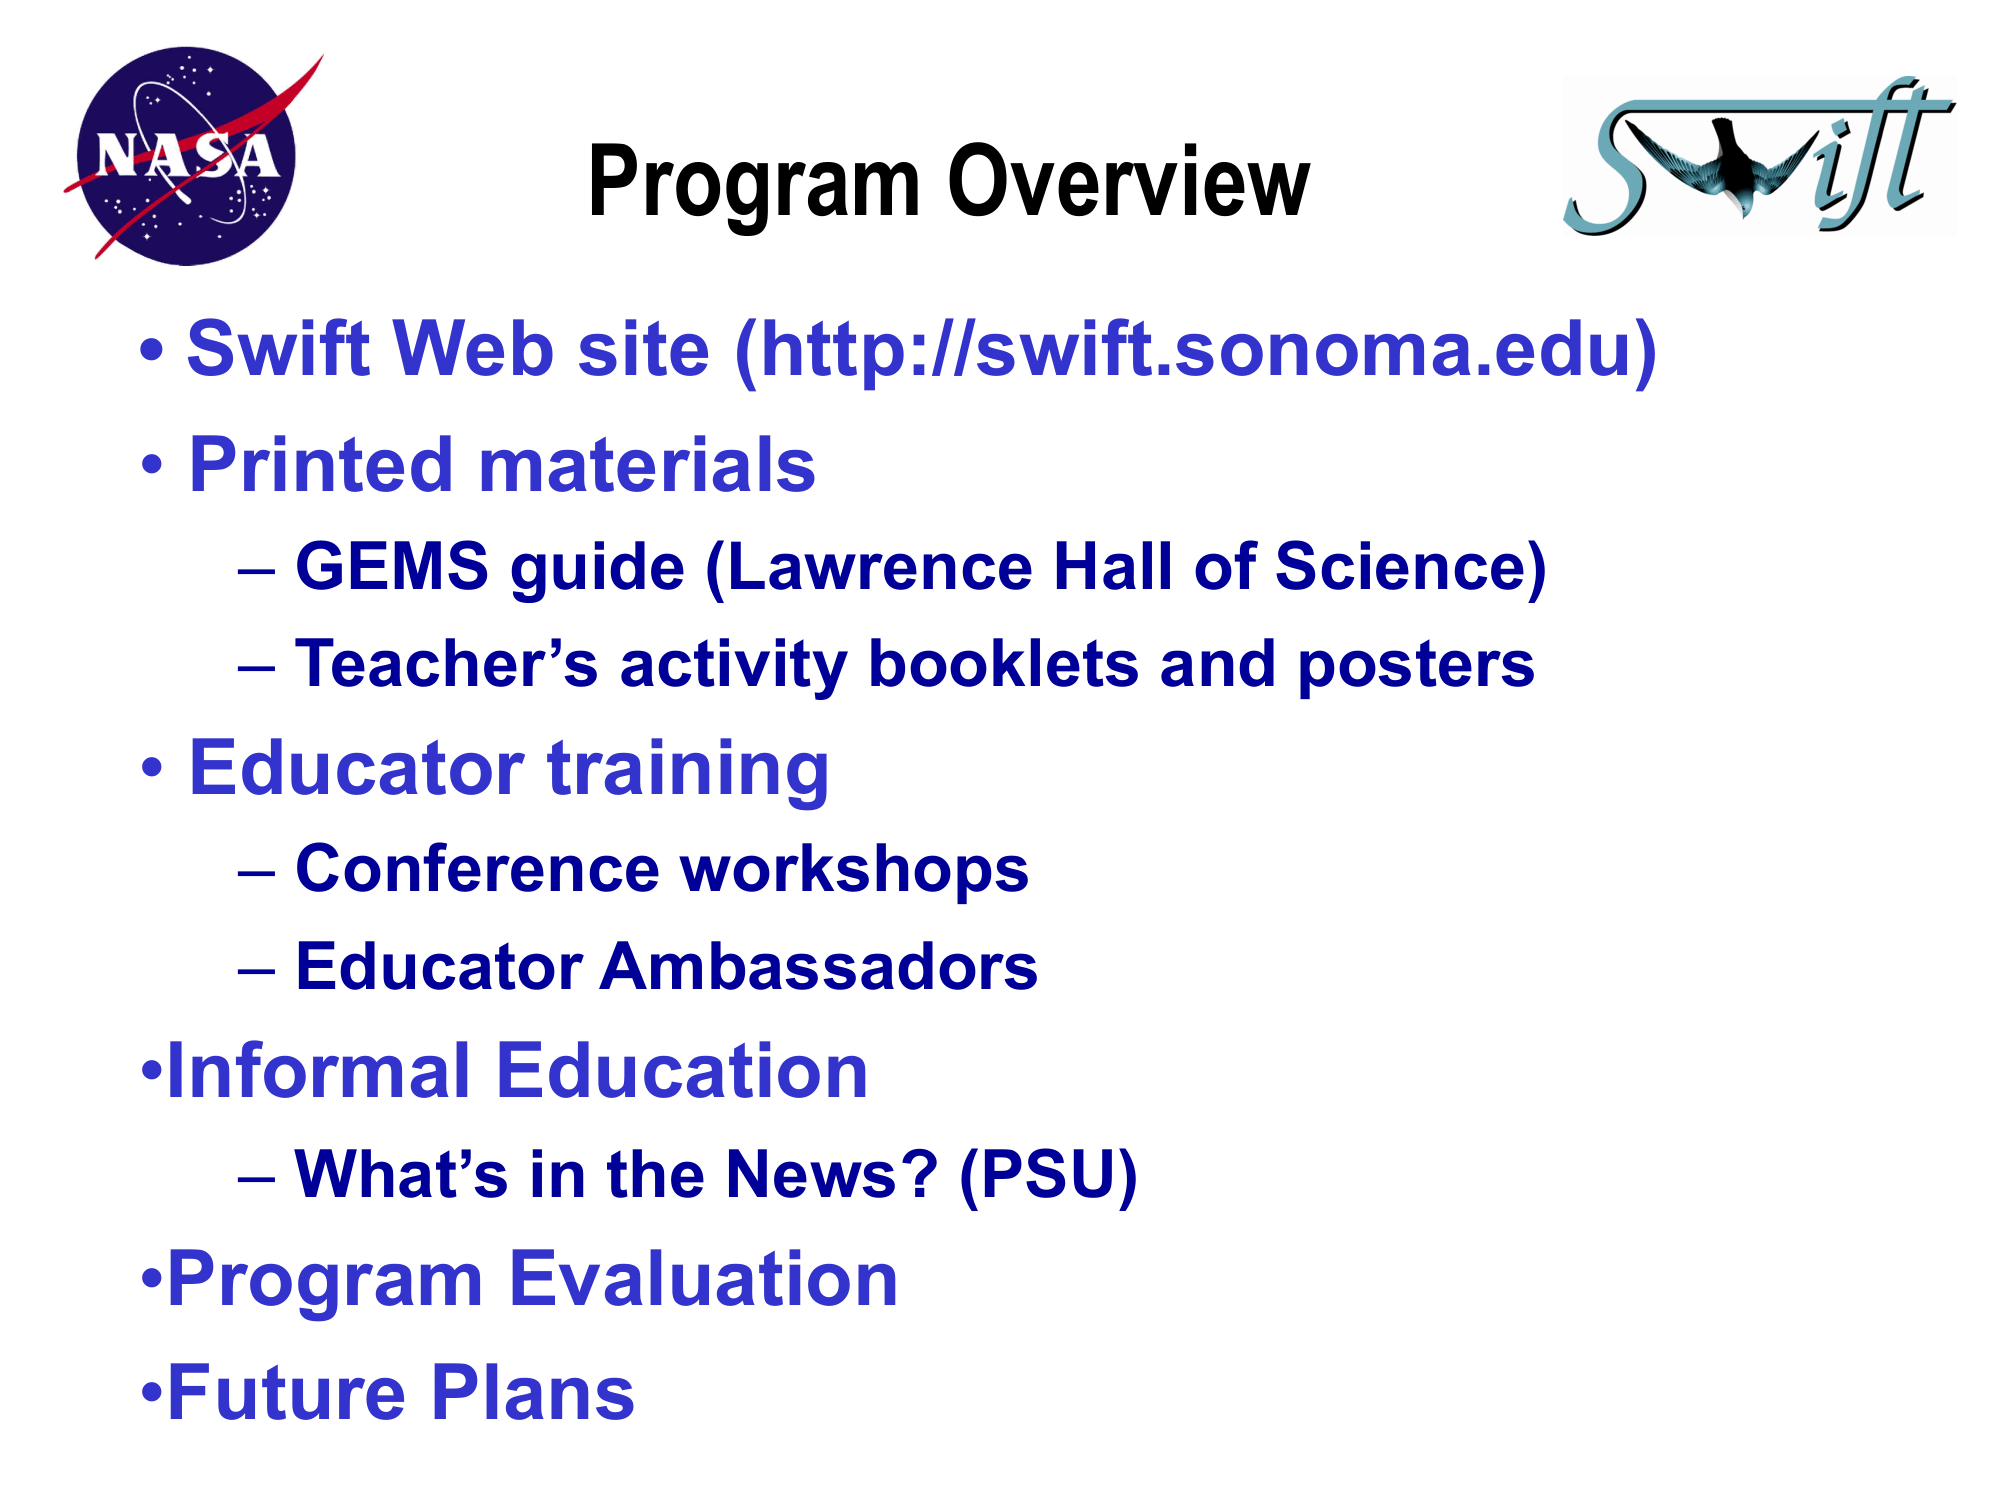 NASA
Swift
Program Overview
• Swift Web site (http://swift.sonoma.edu)
• Printed materials
– GEMS guide (Lawrence Hall of Science)
– Teacher’s activity booklets and posters
• Educator training
– Conference workshops
– Educator Ambassadors
•Informal Education
– What’s in the News? (PSU)
•Program Evaluation
•Future Plans